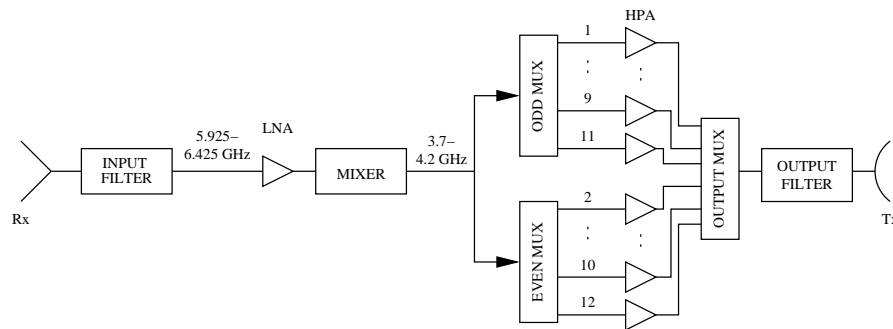 Rx
INPUT
FILTER
5.925–
6.425 GHz
LNA
MIXER
3.7–
4.2 GHz
ODD MUX
1
9
11
HPA
EVEN MUX
2
10
12
OUTPUT MUX
OUTPUT
FILTER
Tx